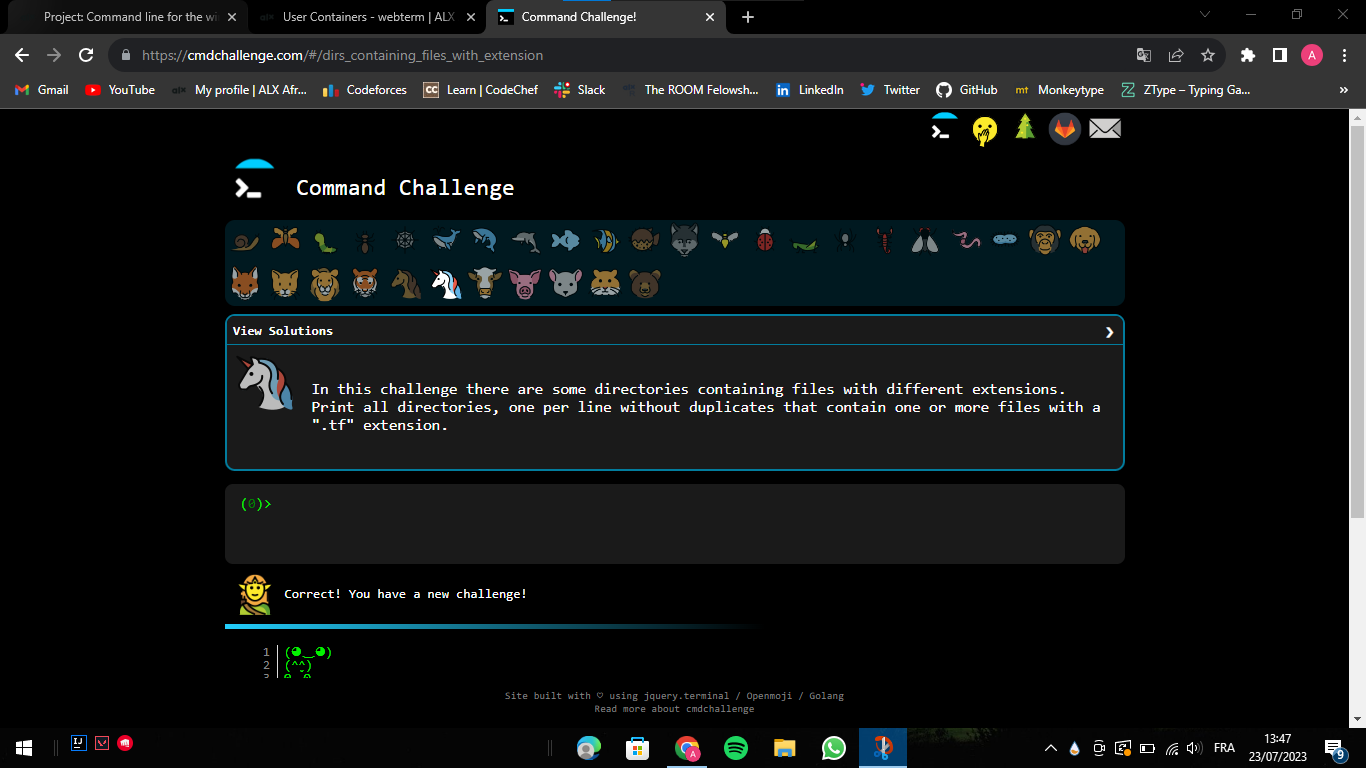 Project: Command line for the wi
User Containers - webterm | ALX
Command Challenge!
https://cmdchallenge.com/#/dirs_containing_files_with_extension
A
Gmail
YouTube
My profile | ALX Afr...
Codeforces
CC
Learn | CodeChef
Slack
The ROOM Felowsh...
in
LinkedIn
Twitter
GitHub
mt
Monkeytype
ZType – Typing Ga...
»
Command Challenge
View Solutions
In this challenge there are some directories containing files with different extensions.
Print all directories, one per line without duplicates that contain one or more files with a
".tf" extension.
(0)>
Correct! You have a new challenge!
1
2
(^^)
Site built with ♡ using jquery.terminal / Openmoji / Golang
Read more about cmdchallenge
IJ
A
FRA
13:47
23/07/2023
9